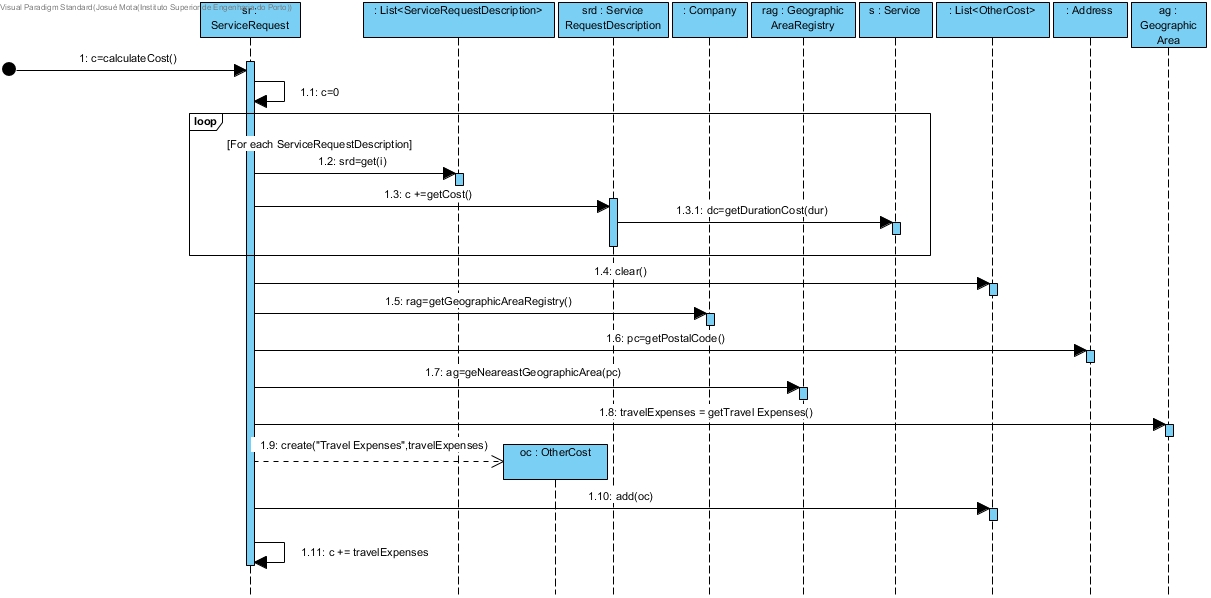 Visual Paradigm Standard(Josué Mota(Instituto Superior de Engenharia do Porto))
sr :
ServiceRequest
: List<ServiceRequestDescription>
srd : Service
RequestDescription
: Company
rag : Geographic
AreaRegistry
s : Service
: List<OtherCost>
: Address
ag :
Geographic
Area
1: c=calculateCost()
1.1: c=0
loop
[For each ServiceRequestDescription]
1.2: srd=get(i)
1.3: c +=getCost()
1.3.1: dc=getDurationCost(dur)
1.4: clear()
1.5: rag=getGeographicAreaRegistry()
1.6: pc=getPostalCode()
1.7: ag=geNeareastGeographicArea(pc)
1.8: travelExpenses = getTravel Expenses()
1.9: create("Travel Expenses",travelExpenses)
oc : OtherCost
1.10: add(oc)
1.11: c += travelExpenses